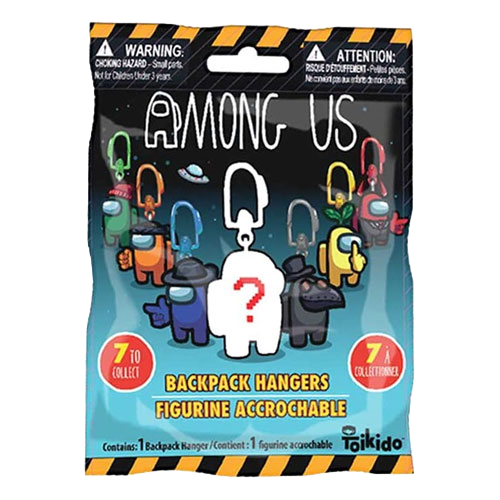 WARNING:
CHOKING HAZARD - Small parts.
Not for Children Under 3 years.
ATTENTION:
RISQUE D'ÉTOUFFEMENT - Petites pièces.
Ne convient pas aux enfants de moins de 3 ans.
AMONG US
?
7 TO
COLLECT
7 À
COLLECTIONNER
BACKPACK HANGERS
FIGURINE ACCROCHABLE
Contains: 1 Backpack Hanger/Contient : 1 figurine accrochable
Toikido